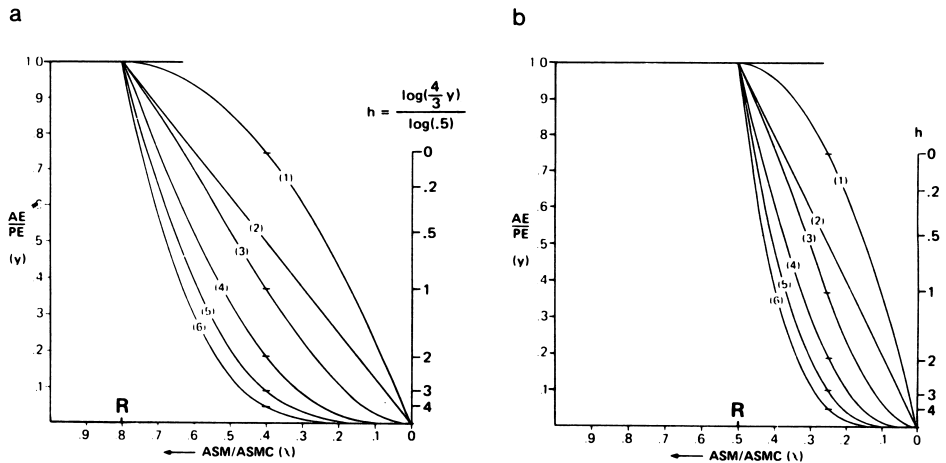 a
1 0
.9
.8
.7
.5
.4
.3
.2
.1
AE
PE
(y)
h = log(4/3 y)
log(.5)
0
.2
.5
1
2
3
4
(1)
(2)
(3)
(4)
(5)
(6)
R
.9 .8 .7 .6 .5 .4 .3 .2 .1 0
ASM/ASMC
b
1 0
.9
.8
.7
.6
.5
.4
.3
.2
.1
AE
PE
(y)
h
0
.2
.5
1
2
3
4
(1)
(2)
(3)
(4)
(5)
(6)
R
.9 .8 .7 .6 .5 .4 .3 .2 .1 0
ASM/ASMC